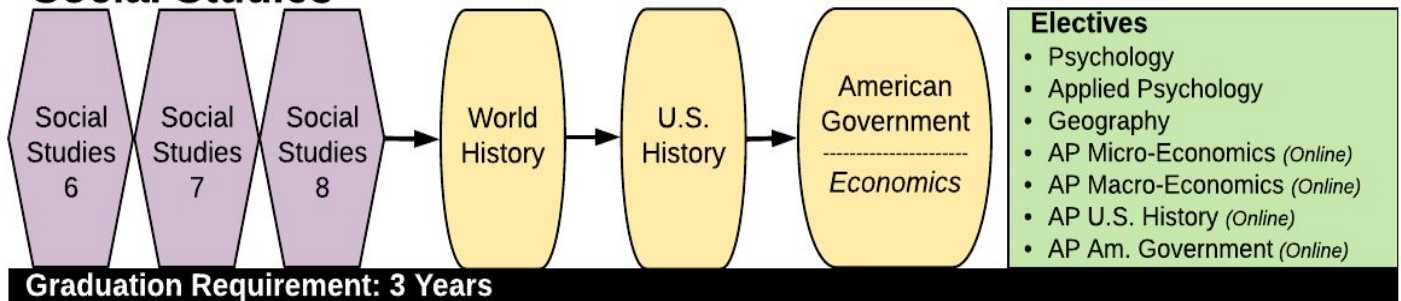 Social Studies
Social
Studies
6
Social
Studies
7
Social
Studies
8
World
History
U.S.
History
American
Government
----------------------
Economics
Electives
• Psychology
• Applied Psychology
• Geography
• AP Micro-Economics (Online)
• AP Macro-Economics (Online)
• AP U.S. History (Online)
• AP Am. Government (Online)
Graduation Requirement: 3 Years